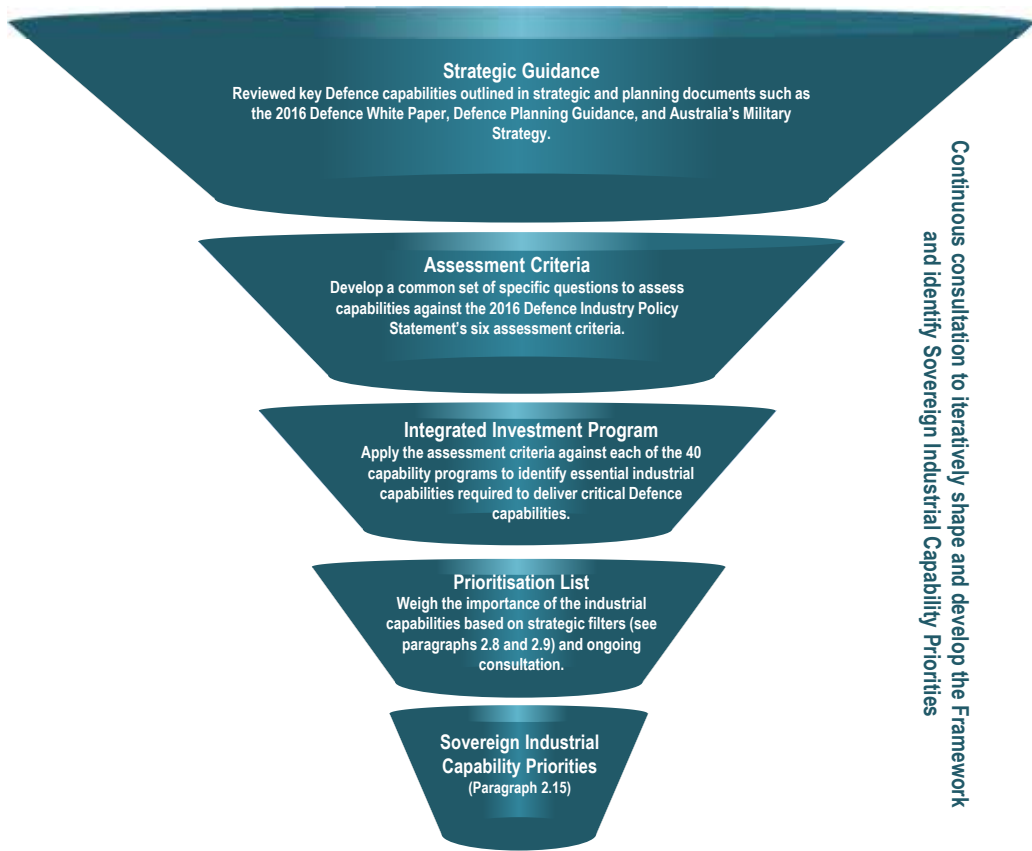 Strategic Guidance
Reviewed key Defence capabilities outlined in strategic and planning documents such as
the 2016 Defence White Paper, Defence Planning Guidance, and Australia's Military
Strategy.
Assessment Criteria
Develop a common set of specific questions to assess
capabilities against the 2016 Defence Industry Policy
Statement's six assessment criteria.
Integrated Investment Program
Apply the assessment criteria against each of the 40
capability programs to identify essential industrial
capabilities required to deliver critical Defence
capabilities.
Prioritisation List
Weigh the importance of the industrial
capabilities based on strategic filters (see
paragraphs 2.8 and 2.9) and ongoing
consultation.
Sovereign Industrial
Capability Priorities
(Paragraph 2.15)
Continuous consultation to iteratively shape and develop the Framework
and identify Sovereign Industrial Capability Priorities